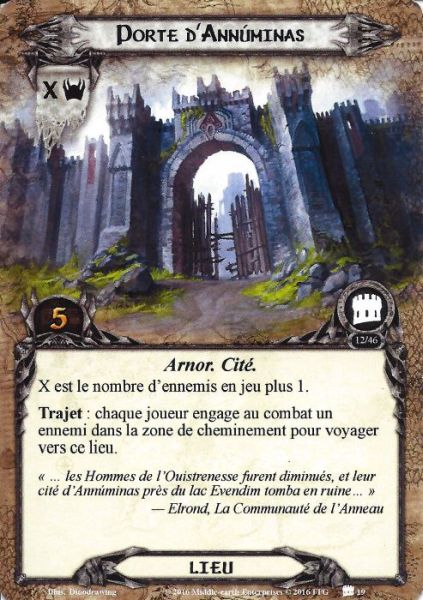 Porte d'Annúminas
X
5
12/46
Arnor. Cité.
X est le nombre d'ennemis en jeu plus 1.
Trajet : chaque joueur engage au combat un
ennemi dans la zone de cheminement pour voyager
vers ce lieu.
« … les Hommes de l'Ouistrenesse furent diminués, et leur
cité d'Annúminas près du lac Evendim tomba en ruine… »
— Elrond, La Communauté de l'Anneau
LIEU
Illus. Dinodrawing
© 2016 Middle-earth Enterprises © 2016 FFG
19